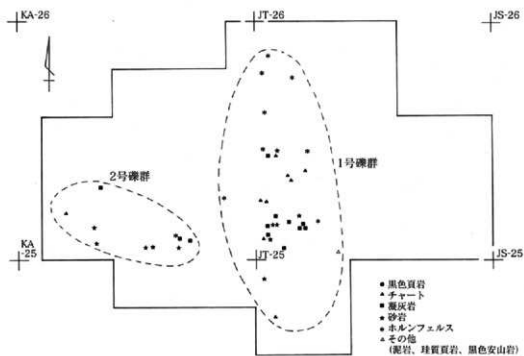 KA-26
JT-26
JS-26
1号礫群
2号礫群
KA
-25
JT-25
JS-25
黒色頁岩
チャート
凝灰岩
砂岩
ホルンフェルス
その他
(泥岩、珪質頁岩、黒色安山岩)